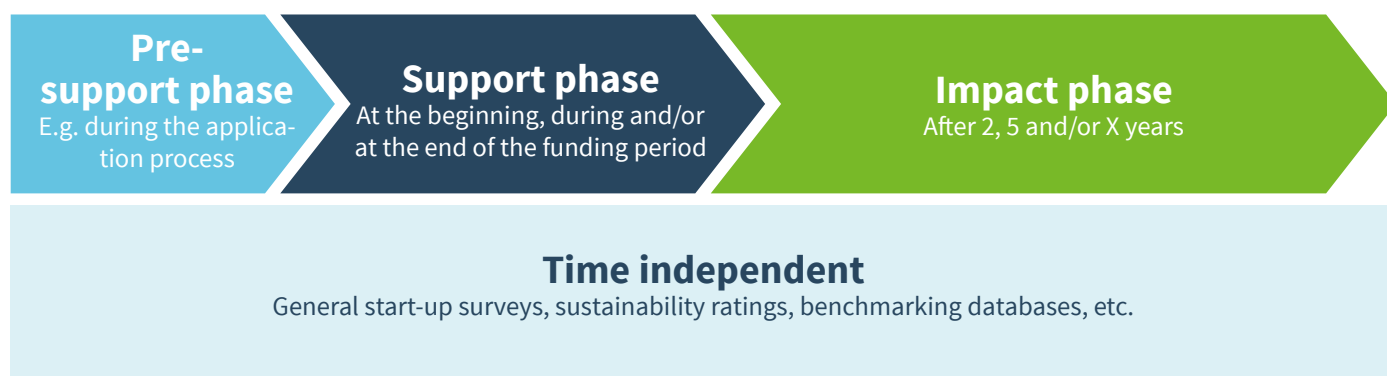 Pre-
support phase
E.g. during the applica-
tion process
Support phase
At the beginning, during and/or
at the end of the funding period
Impact phase
After 2, 5 and/or X years
Time independent
General start-up surveys, sustainability ratings, benchmarking databases, etc.